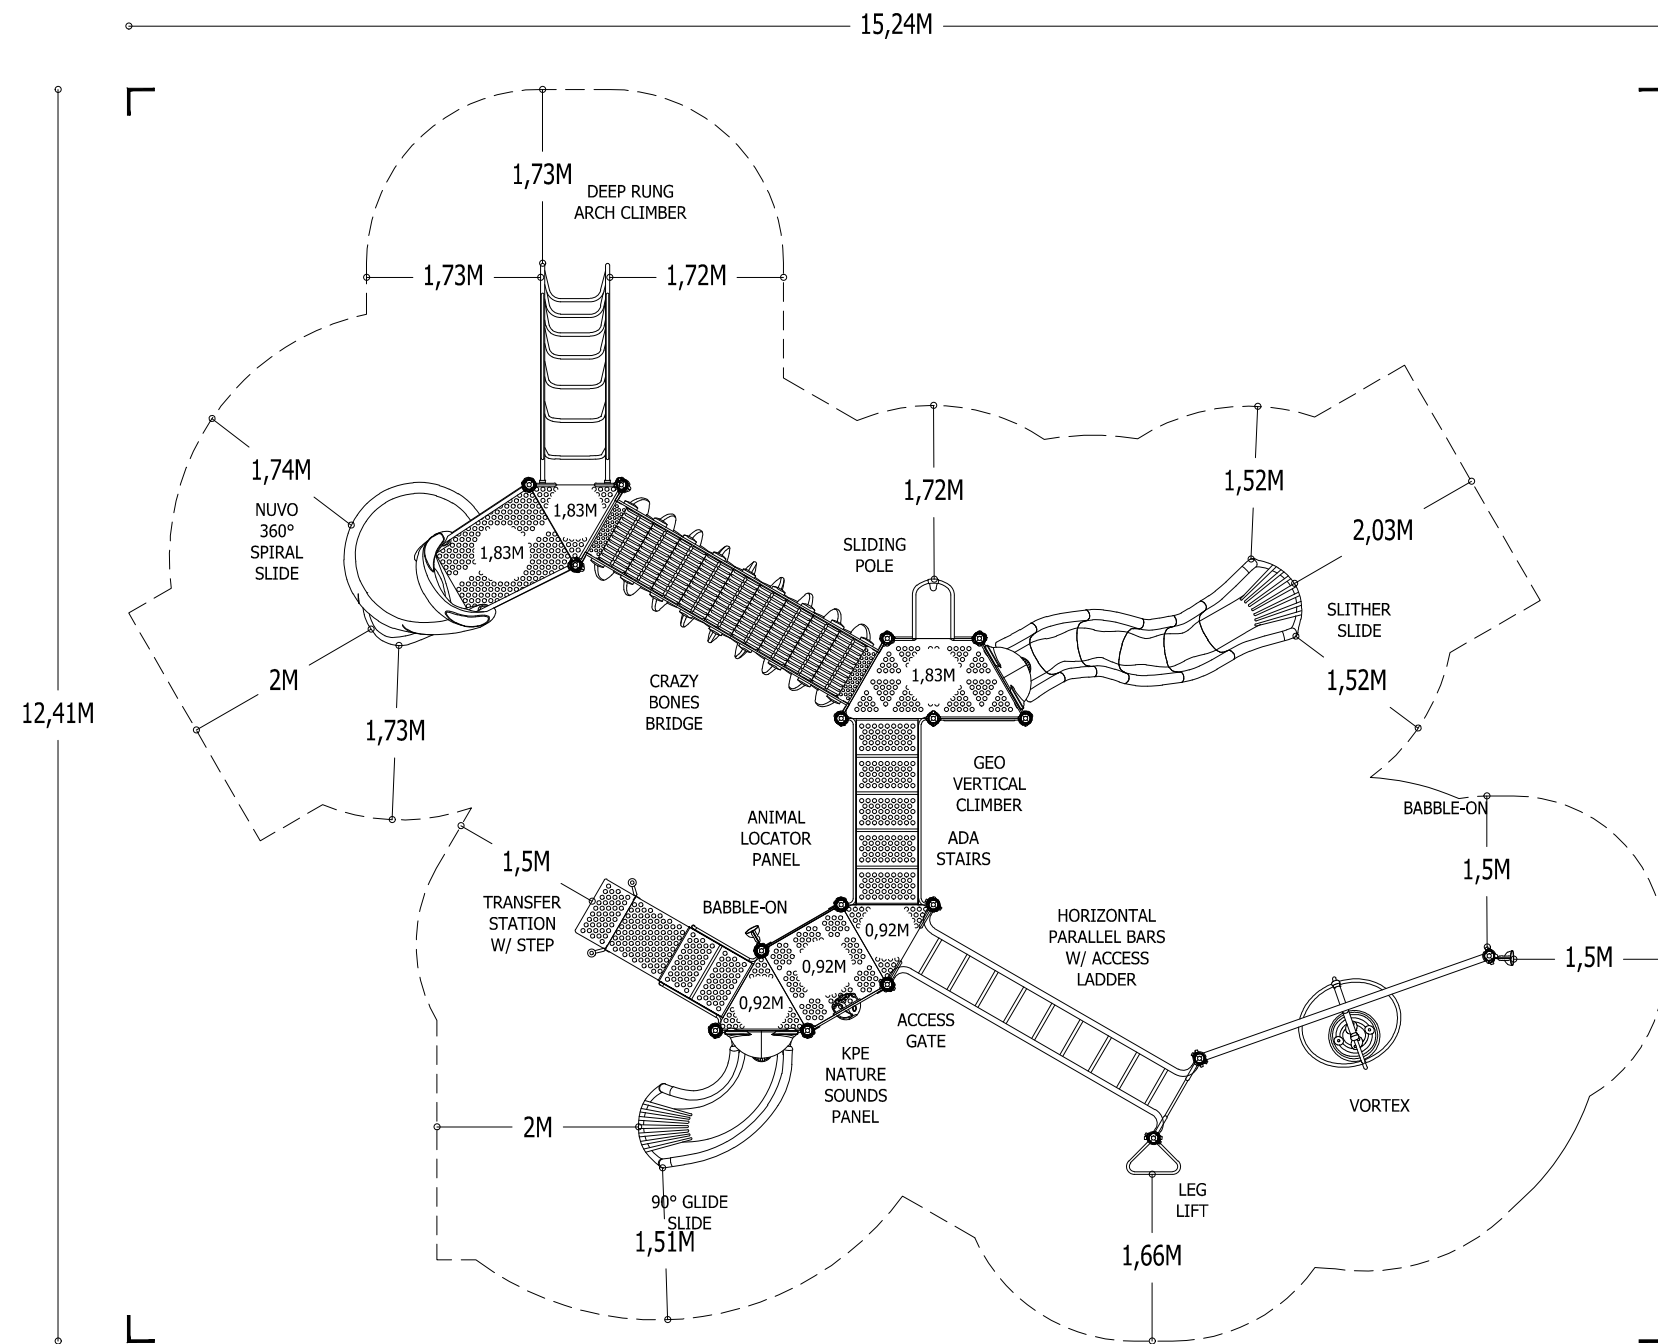 15,24M
1,73M
DEEP RUNG
ARCH CLIMBER
1,73M
1,72M
1,74M
NUVO
360°
SPIRAL
SLIDE
1,83M
1,83M
1,72M
SLIDING
POLE
1,52M
2,03M
SLITHER
SLIDE
1,52M
2M
1,73M
12,41M
CRAZY
BONES
BRIDGE
1,83M
GEO
VERTICAL
CLIMBER
ANIMAL
LOCATOR
PANEL
ADA
STAIRS
BABBLE-ON
1,5M
1,5M
TRANSFER
STATION
W/ STEP
BABBLE-ON
0,92M
0,92M
0,92M
HORIZONTAL
PARALLEL BARS
W/ ACCESS
LADDER
1,5M
ACCESS
GATE
KPE
NATURE
SOUNDS
PANEL
VORTEX
2M
90° GLIDE
SLIDE
1,51M
LEG
LIFT
1,66M